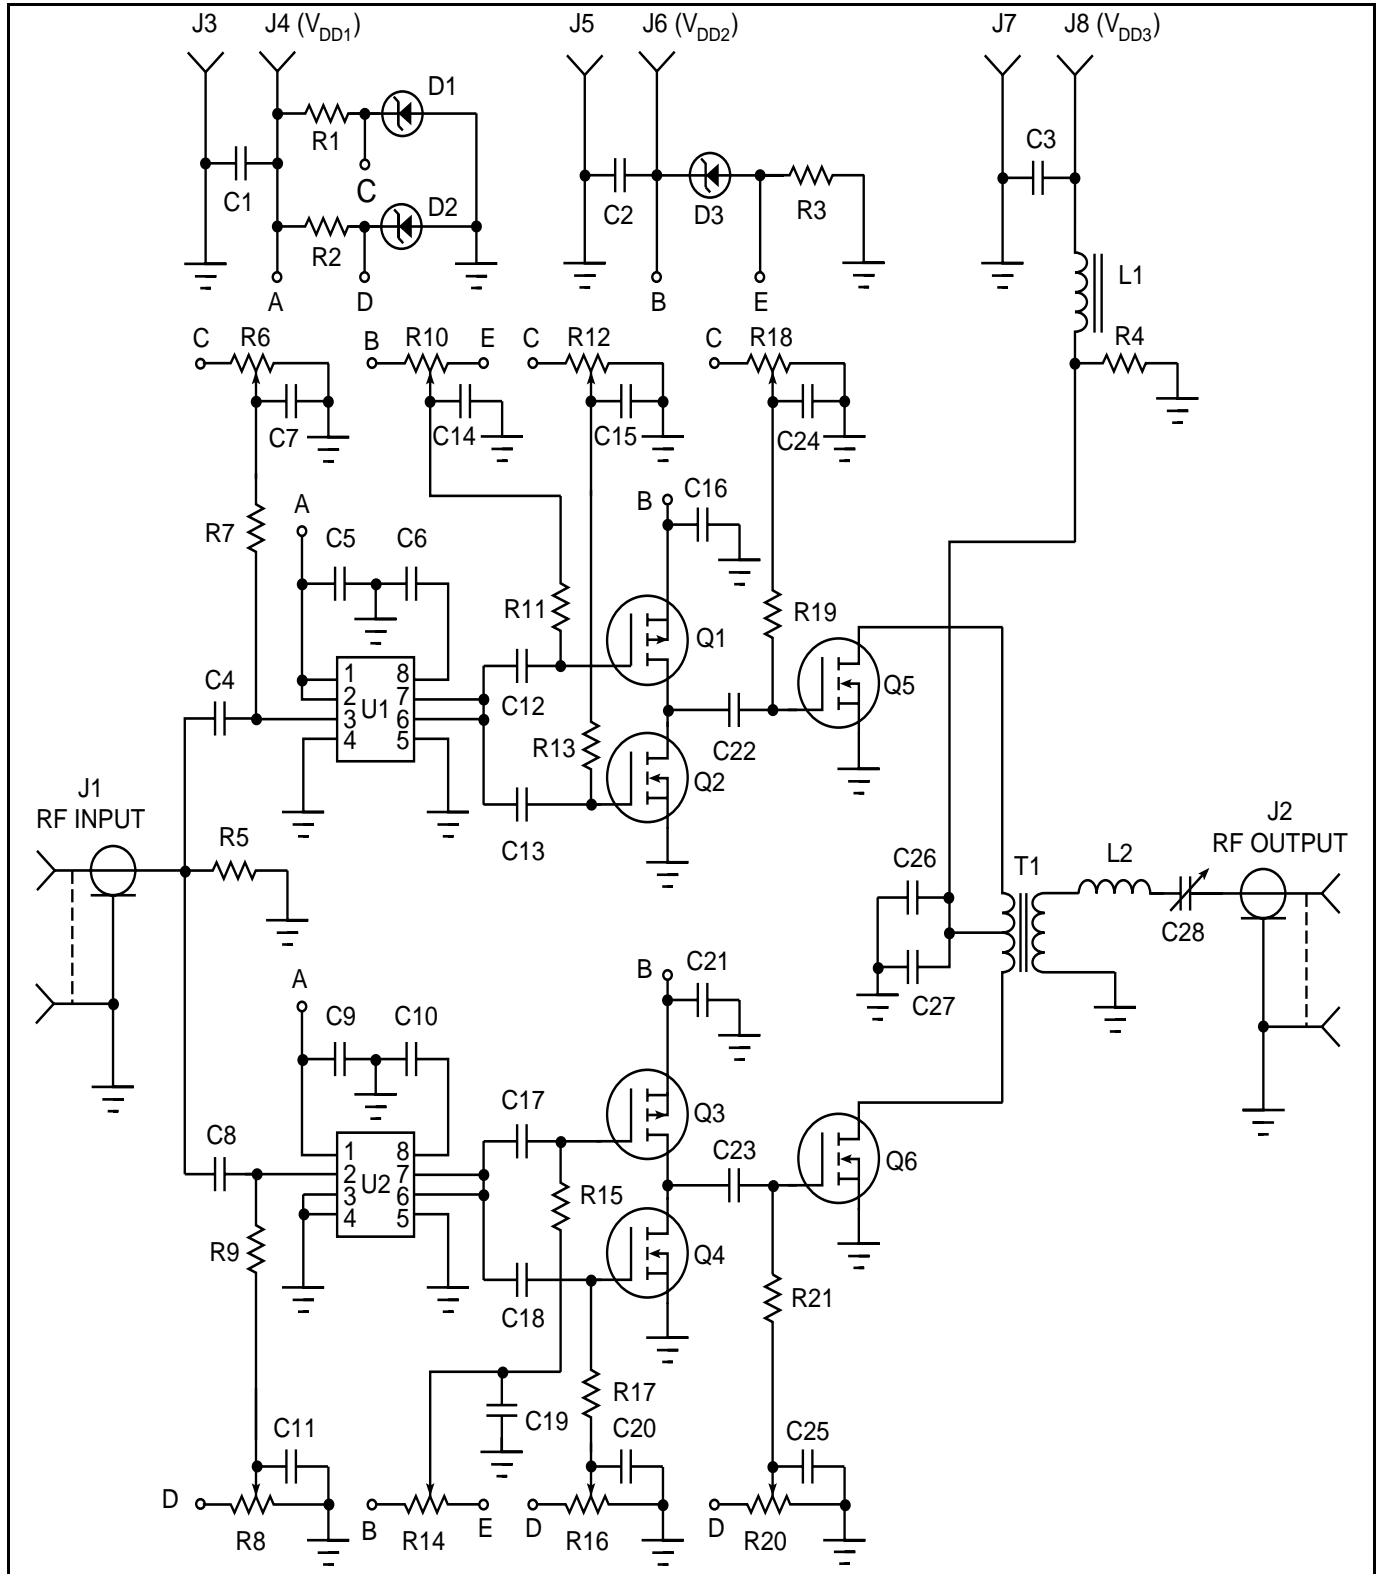 J3 J4 (VDD1) J5 J6 (VDD2) J7 J8 (VDD3)
D1
R1
C3
C1 C
D2
C2 D3 R3
R2
L1
A D B E
C R6 B R10 E C R12 C R18 R4
C7 C14 C15 C24
A B C16
R7 C5 C6
R11 R19
Q1
C4 1 8 Q5
2 7
U1
3 6 C12
4 5 R13 C22
Q2
J1
RF INPUT
C13 J2
R5 RF OUTPUT
C26 T1 L2
C28
A B C21
C27
C9 C10
C17 Q3
C8 C23
1 8 Q6
2 7
U2
3 6 R15
4 5
R9 Q4
C18 R21
R17
C19
C11 C20 C25
D B E D D
R8 R14 R16 R20